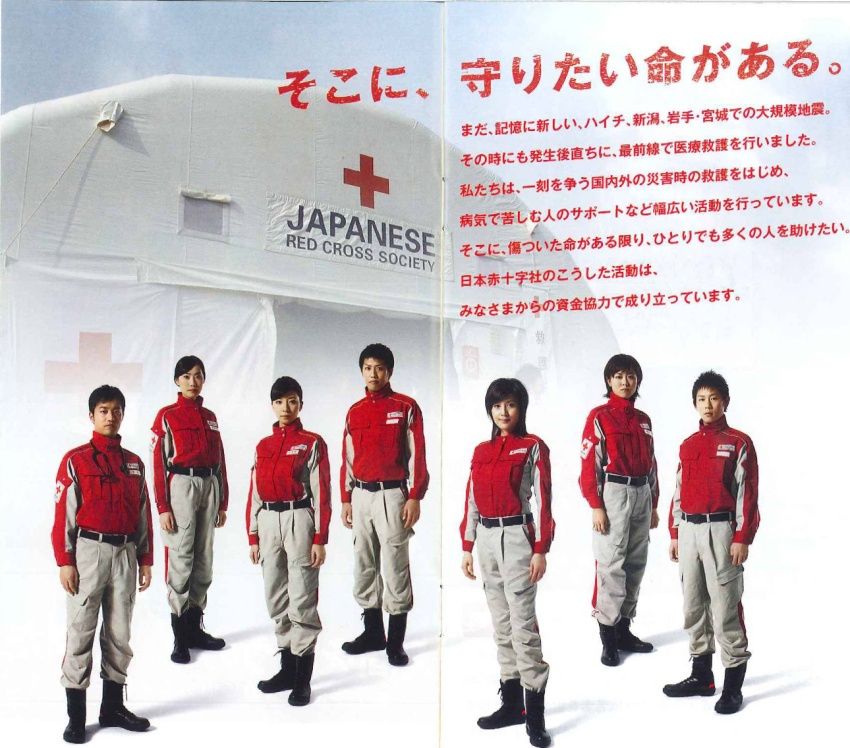 そこに、守りたい命がある。
まだ、記憶に新しい、ハイチ、新潟、岩手・宮城での大規模地震。
その時にも発生後直ちに、最前線で医療救護を行いました。
私たちは、一刻を争う国内外の災害時の救護をはじめ、
病気で苦しむ人のサポートなど幅広い活動を行っています。
そこに、傷ついた命がある限り、ひとりでも多くの人を助けたい。
日本赤十字社のこうした活動は、
みなさまからの資金協力で成り立っています。
JAPANESE
RED CROSS SOCIETY
救
護